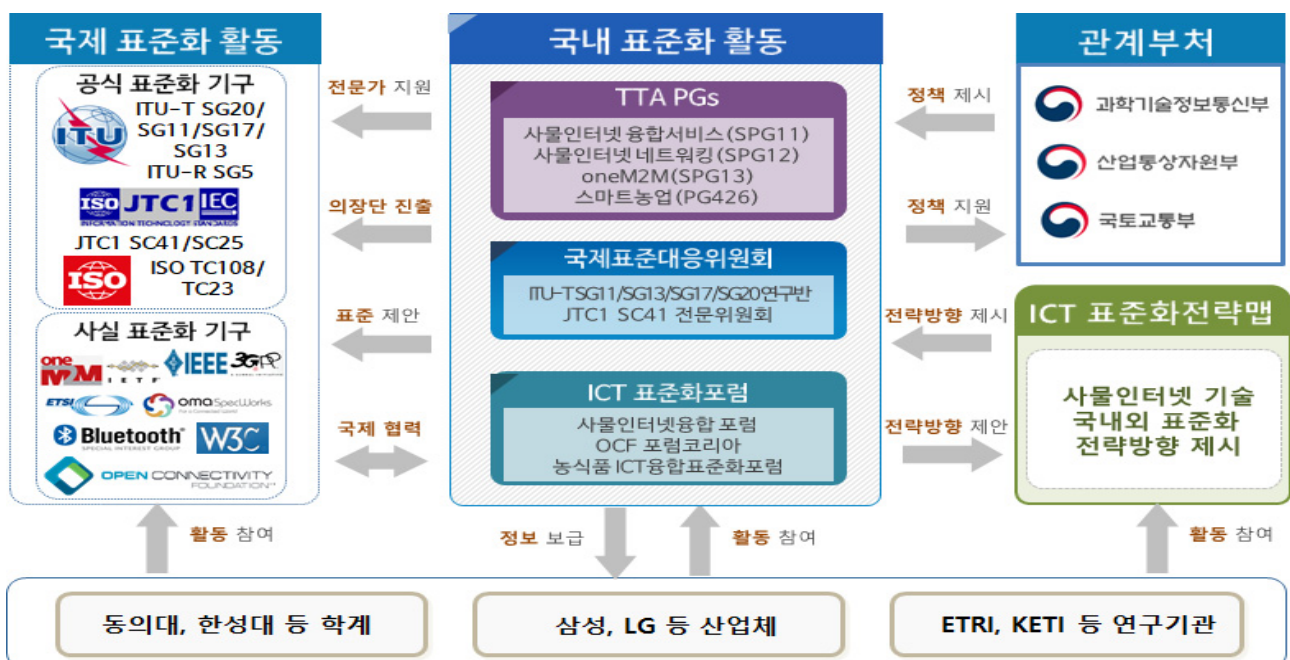 국제 표준화 활동
공식 표준화 기구
ITU
ITU-T SG20/
SG11/SG17/
SG13
ITU-R SG5
ISO JTC1 IEC
INFORMATION TECHNOLOGY STANDARDS
JTC1 SC41/SC25
ISO
ISO TC108/
TC23
사실 표준화 기구
oneM2M
IETF
IEEE
3GPP
ETSI
OMA SpecWorks
Bluetooth®
SPECIAL INTEREST GROUP
W3C
OPEN CONNECTIVITY
FOUNDATION
전문가 지원
의장단 진출
표준 제안
국제 협력
국내 표준화 활동
TTA PGs
사물인터넷 융합서비스(SPG11)
사물인터넷 네트워킹(SPG12)
oneM2M(SPG13)
스마트농업(PG426)
국제표준대응위원회
ITU-TSG11/SG13/SG17/SG20연구반
JTC1 SC41 전문위원회
ICT 표준화포럼
사물인터넷융합 포럼
OCF 포럼코리아
농식품 ICT융합표준화포럼
정책 제시
정책 지원
전략방향 제시
전략방향 제안
관계부처
과학기술정보통신부
산업통상자원부
국토교통부
ICT 표준화전략맵
사물인터넷 기술
국내외 표준화
전략방향 제시
활동 참여
정보 보급
활동 참여
활동 참여
동의대, 한성대 등 학계
삼성, LG 등 산업체
ETRI, KETI 등 연구기관